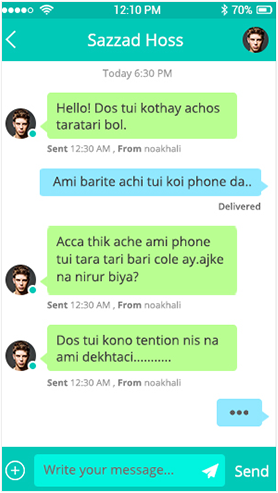 12:10 PM
70%
Sazzad Hoss
Today 6:30 PM
Hello! Dos tui kothay achos
taratari bol.
Sent 12:30 AM , From noakhali
Ami barite achi tui koi phone da..
Delivered
Acca thik ache ami phone
tui tara tari bari cole ay.ajke
na nirur biya?
Sent 12:30 AM , From noakhali
Dos tui kono tention nis na
ami dekhtaci...........
Sent 12:30 AM , From noakhali
Write your message...
Send